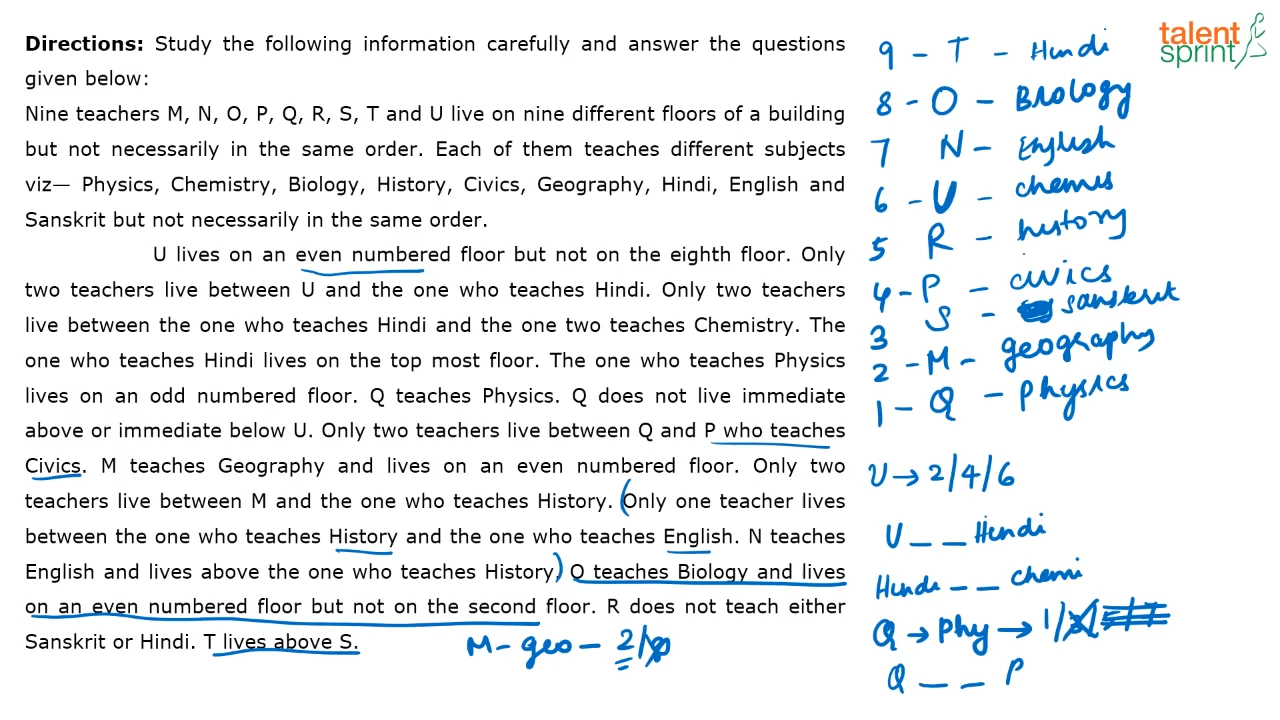 Directions: Study the following information carefully and answer the questions
given below:
Nine teachers M, N, O, P, Q, R, S, T and U live on nine different floors of a building
but not necessarily in the same order. Each of them teaches different subjects
viz— Physics, Chemistry, Biology, History, Civics, Geography, Hindi, English and
Sanskrit but not necessarily in the same order.
U lives on an even numbered floor but not on the eighth floor. Only
two teachers live between U and the one who teaches Hindi. Only two teachers
live between the one who teaches Hindi and the one two teaches Chemistry. The
one who teaches Hindi lives on the top most floor. The one who teaches Physics
lives on an odd numbered floor. Q teaches Physics. Q does not live immediate
above or immediate below U. Only two teachers live between Q and P who teaches
Civics. M teaches Geography and lives on an even numbered floor. Only two
teachers live between M and the one who teaches History. (Only one teacher lives
between the one who teaches History and the one who teaches English. N teaches
English and lives above the one who teaches History.) O teaches Biology and lives
on an even numbered floor but not on the second floor. R does not teach either
Sanskrit or Hindi. T lives above S.
M - geo - 2/8
talent
sprint
9 - T - Hindi
8 - O - Biology
7 N - English
6 - U - chemis
5 R - history
4 - P - civics
3 S - sanskrit
2 - M - geography
1 - Q - Physics
U → 2/4/6
U _ _ Hendi
Hindi _ _ chemi
Q → Phy → 1/
Q _ _ P